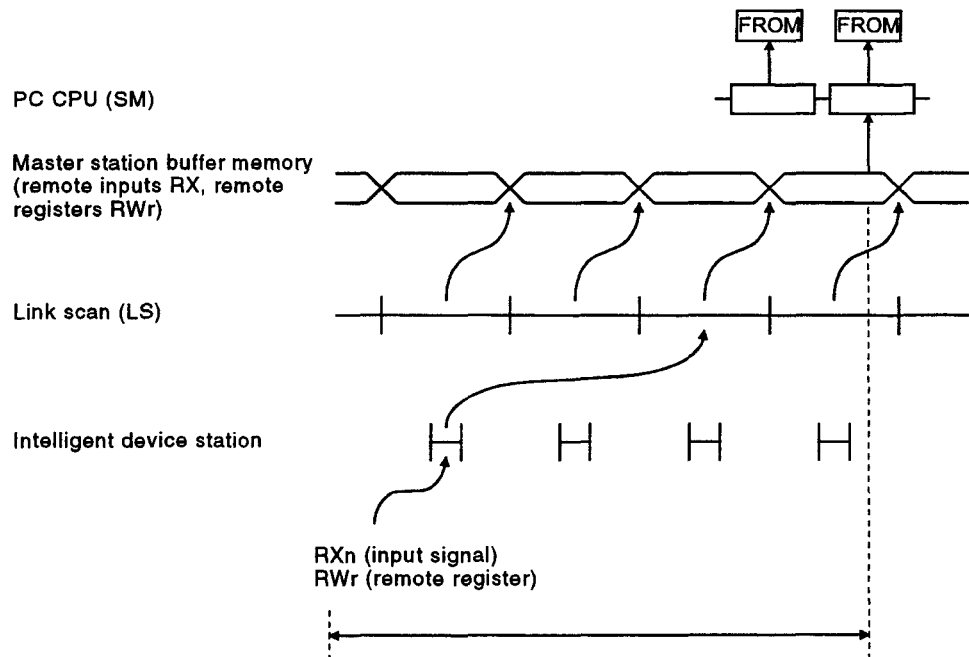 FROM FROM
PC CPU (SM)
Master station buffer memory
(remote inputs RX, remote
registers RWr)
Link scan (LS)
Intelligent device station
RXn (input signal)
RWr (remote register)